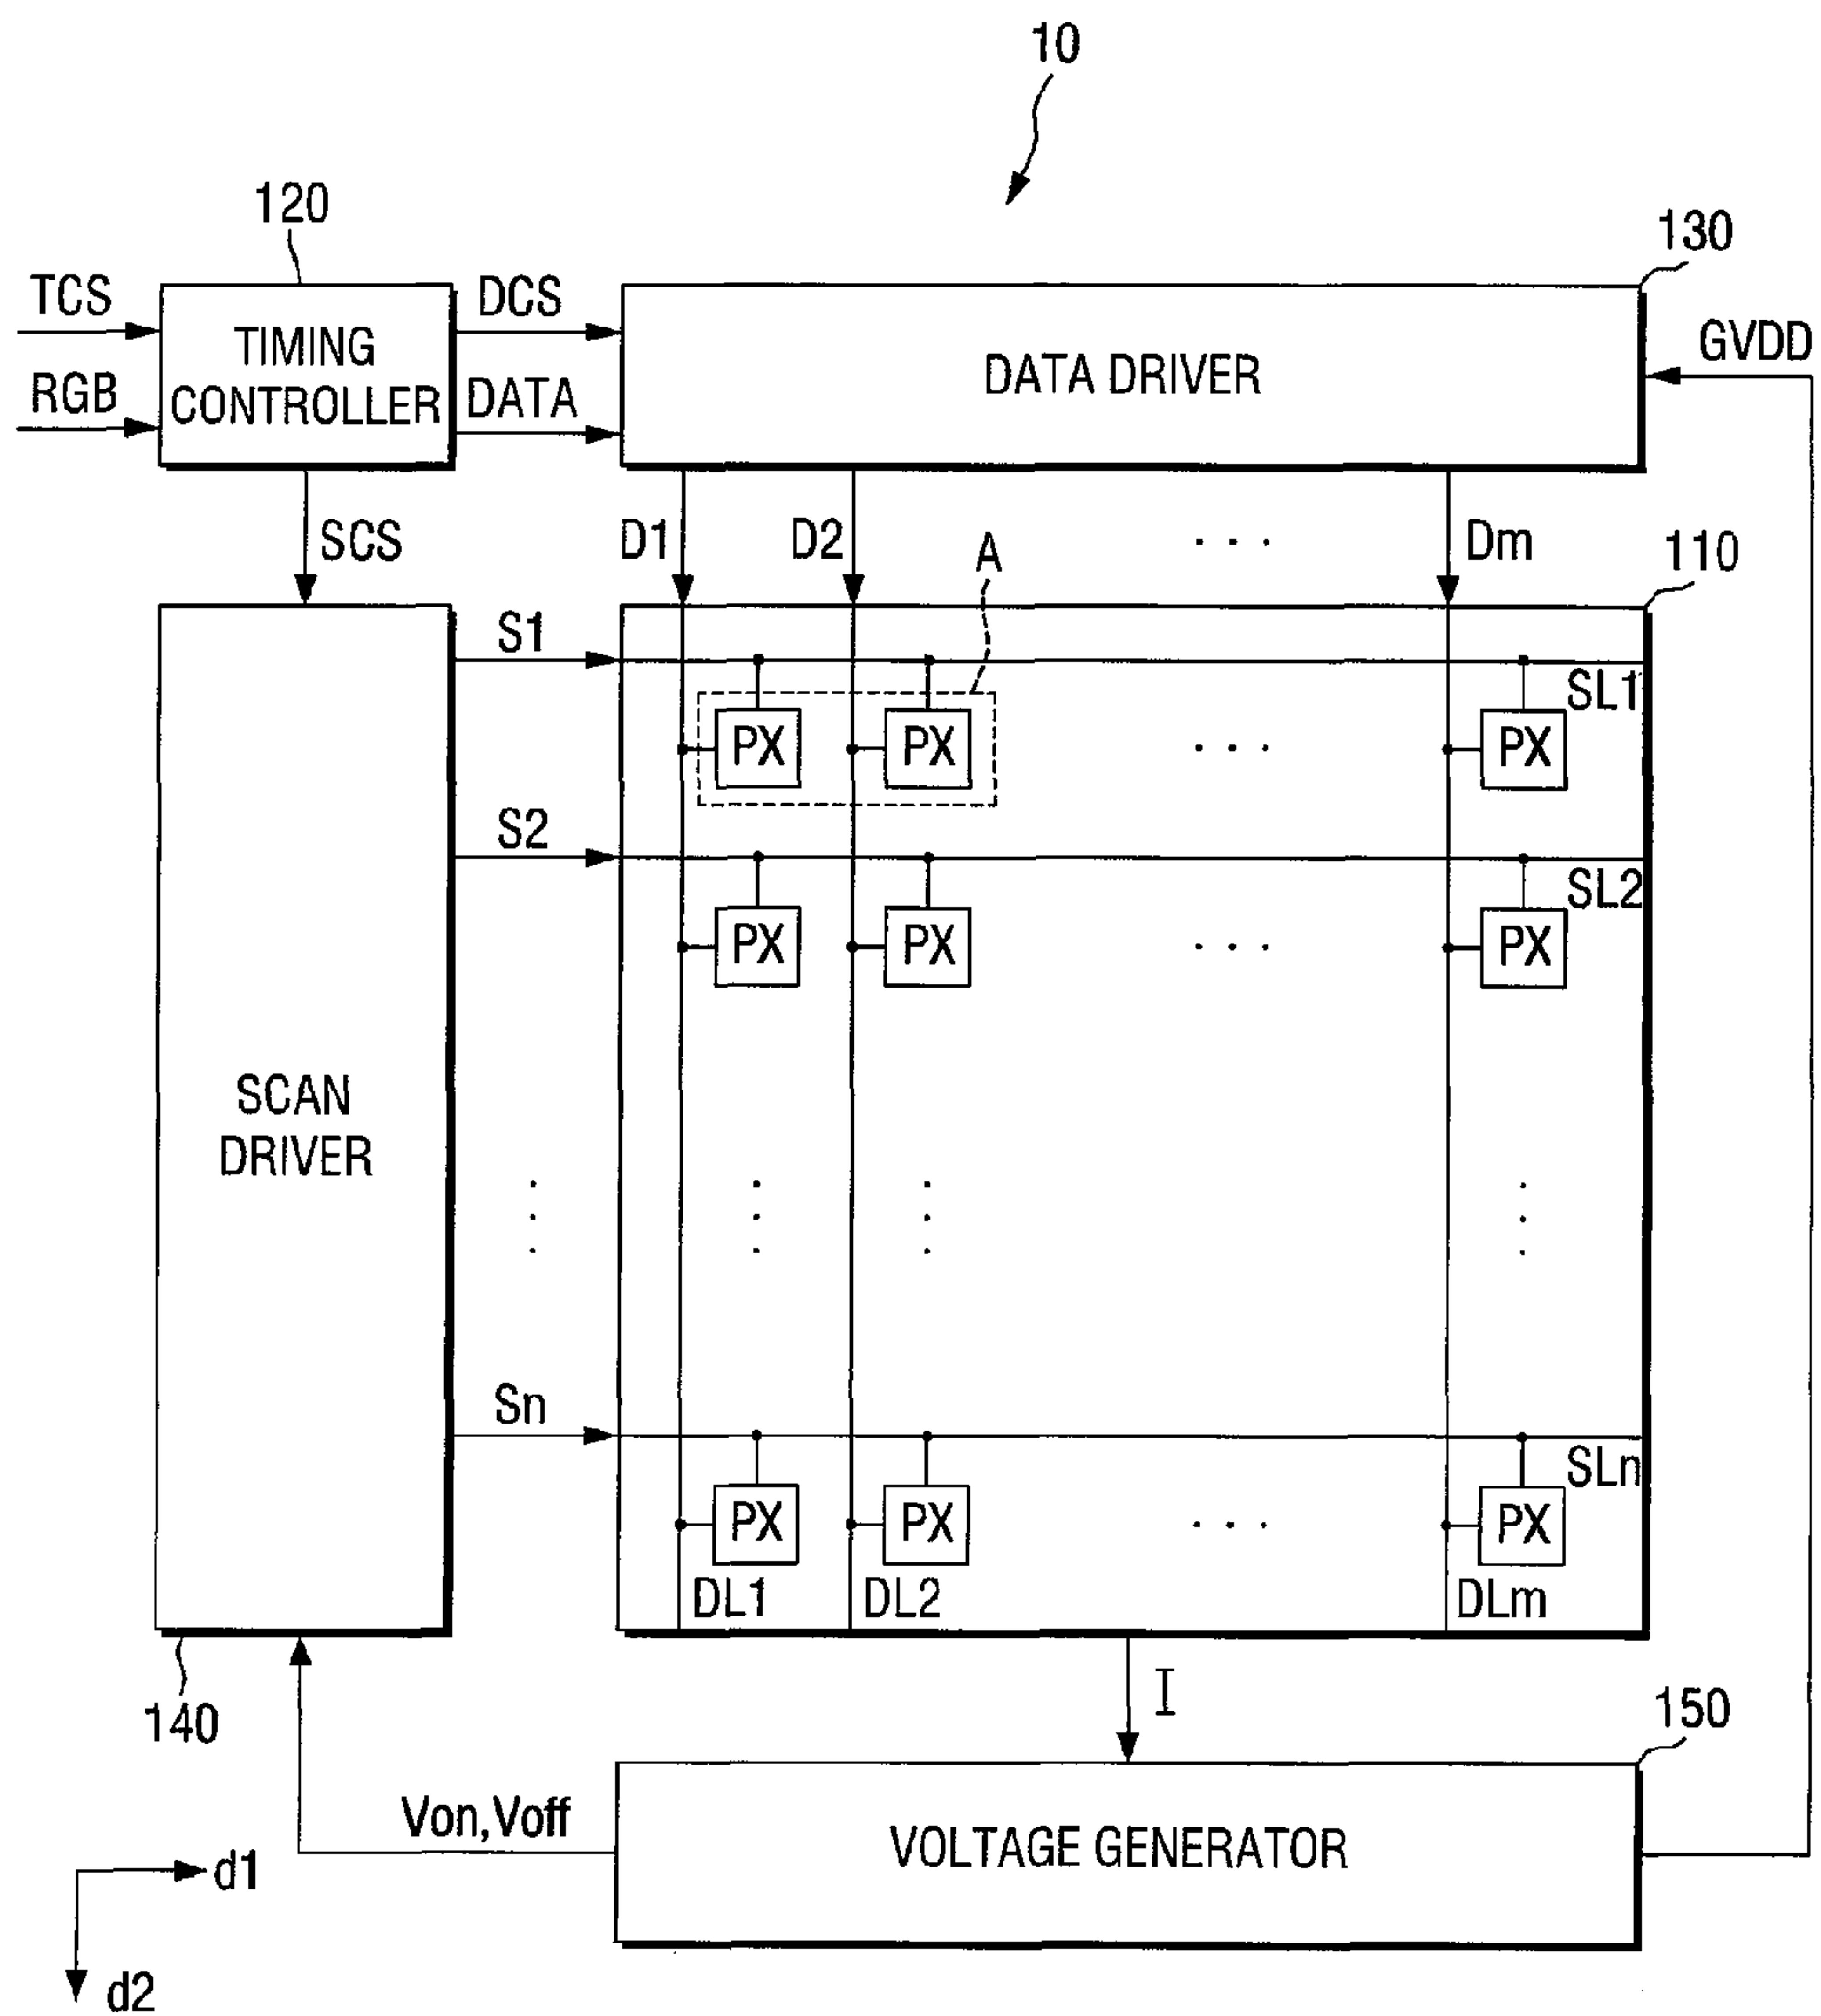 10
120
130
TCS
DCS
GVDD
TIMING
CONTROLLER
DATA DRIVER
RGB
DATA
SCS
D1
D2
. . .
Dm
A
110
S1
SL1
PX
PX
. . .
PX
S2
SL2
PX
PX
. . .
PX
SCAN
DRIVER
Sn
SLn
PX
PX
. . .
PX
DL1
DL2
DLm
140
I
150
Von,Voff
VOLTAGE GENERATOR
d1
d2